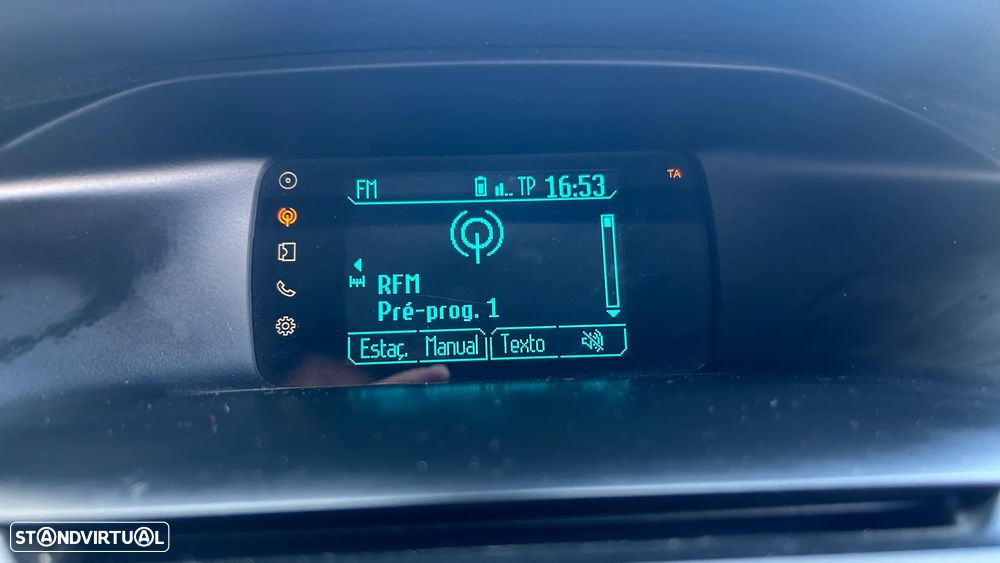 FM TP 16:53
TA
RFM
Pré-prog. 1
Estaç. Manual Texto
STANDVIRTUAL